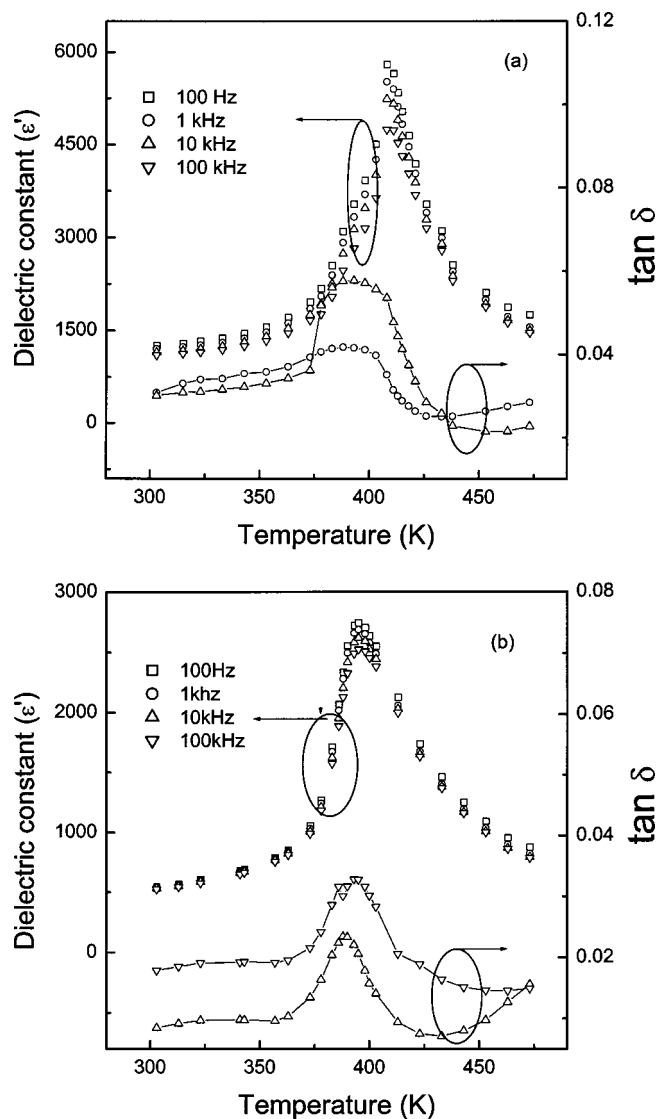 (a)
0.12
6000
4500
3000
1500
0
100 Hz
1 kHz
10 kHz
100 kHz
0.08
0.04
Dielectric constant (ε')
tan δ
300 350 400 450
Temperature (K)
(b)
0.08
3000
2000
1000
0
100Hz
1khz
10kHz
100kHz
0.06
0.04
0.02
Dielectric constant (ε')
tan δ
300 350 400 450
Temperature (K)